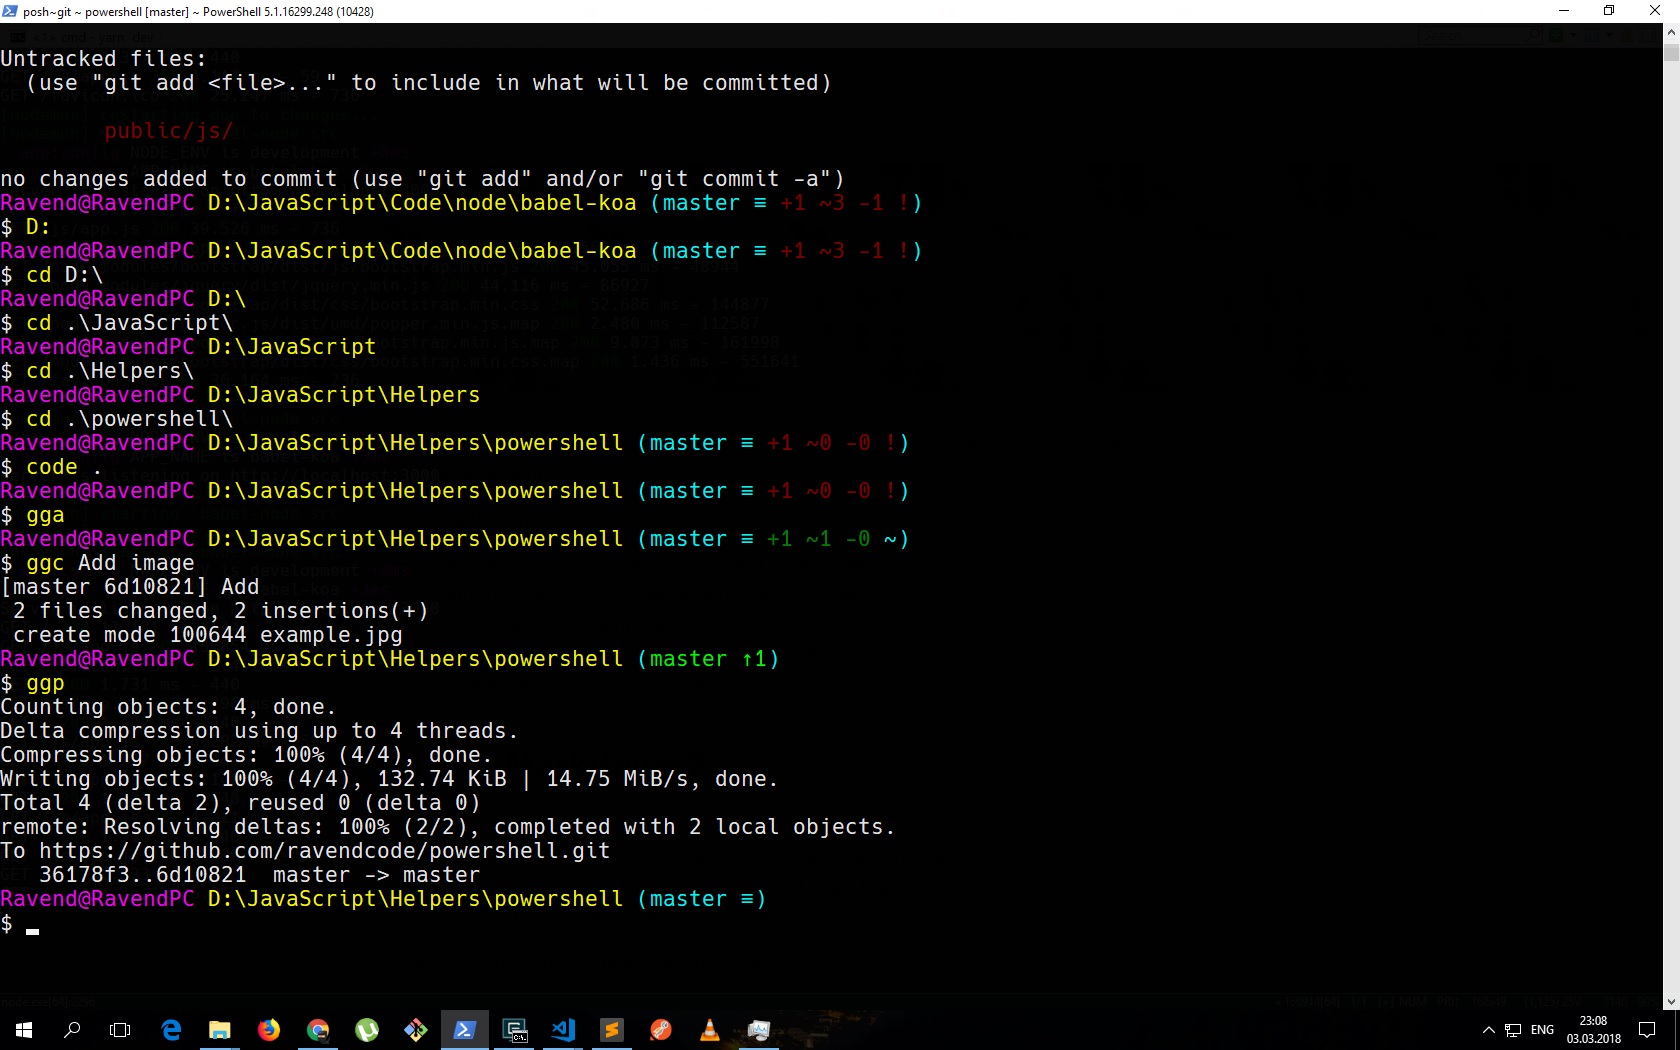 posh~git ~ powershell [master] ~ PowerShell 5.1.16299.248 (10428)
Untracked files:
  (use "git add <file>..." to include in what will be committed)
        public/js/
no changes added to commit (use "git add" and/or "git commit -a")
Ravend@RavendPC D:\JavaScript\Code\node\babel-koa (master ≡ +1 ~3 -1 !)
$ D:
Ravend@RavendPC D:\JavaScript\Code\node\babel-koa (master ≡ +1 ~3 -1 !)
$ cd D:\
Ravend@RavendPC D:\
$ cd .\JavaScript\
Ravend@RavendPC D:\JavaScript
$ cd .\Helpers\
Ravend@RavendPC D:\JavaScript\Helpers
$ cd .\powershell\
Ravend@RavendPC D:\JavaScript\Helpers\powershell (master ≡ +1 ~0 -0 !)
$ code .
Ravend@RavendPC D:\JavaScript\Helpers\powershell (master ≡ +1 ~0 -0 !)
$ gga
Ravend@RavendPC D:\JavaScript\Helpers\powershell (master ≡ +1 ~1 -0 ~)
$ ggc Add image
[master 6d10821] Add
 2 files changed, 2 insertions(+)
 create mode 100644 example.jpg
Ravend@RavendPC D:\JavaScript\Helpers\powershell (master ↑1)
$ ggp
Counting objects: 4, done.
Delta compression using up to 4 threads.
Compressing objects: 100% (4/4), done.
Writing objects: 100% (4/4), 132.74 KiB | 14.75 MiB/s, done.
Total 4 (delta 2), reused 0 (delta 0)
remote: Resolving deltas: 100% (2/2), completed with 2 local objects.
To https://github.com/ravendcode/powershell.git
   36178f3..6d10821  master -> master
Ravend@RavendPC D:\JavaScript\Helpers\powershell (master ≡)
$
ENG
23:08
03.03.2018